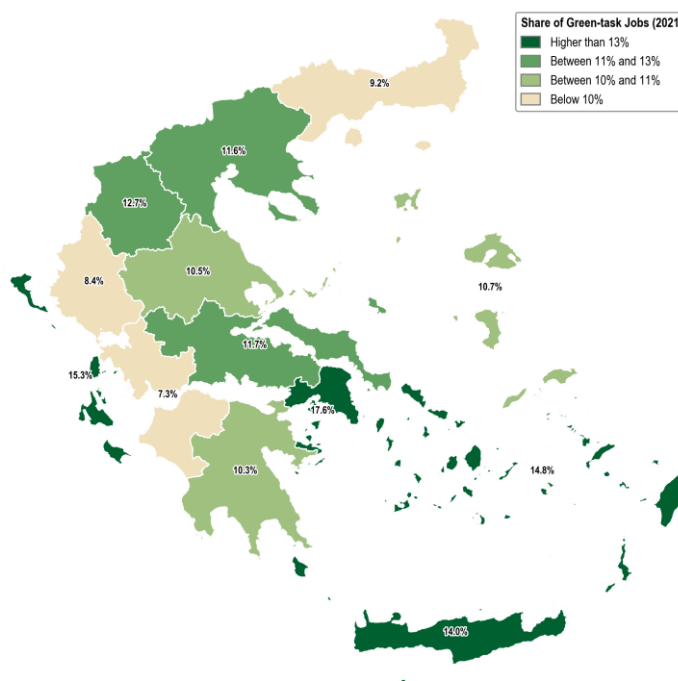 Share of Green-task Jobs (2021
Higher than 13%
Between 11% and 13%
Between 10% and 11%
Below 10%
9.2%
11.6%
12.7%
8.4%
10.5%
10.7%
11.7%
15.3%
7.3%
17.6%
10.3%
14.8%
14.0%